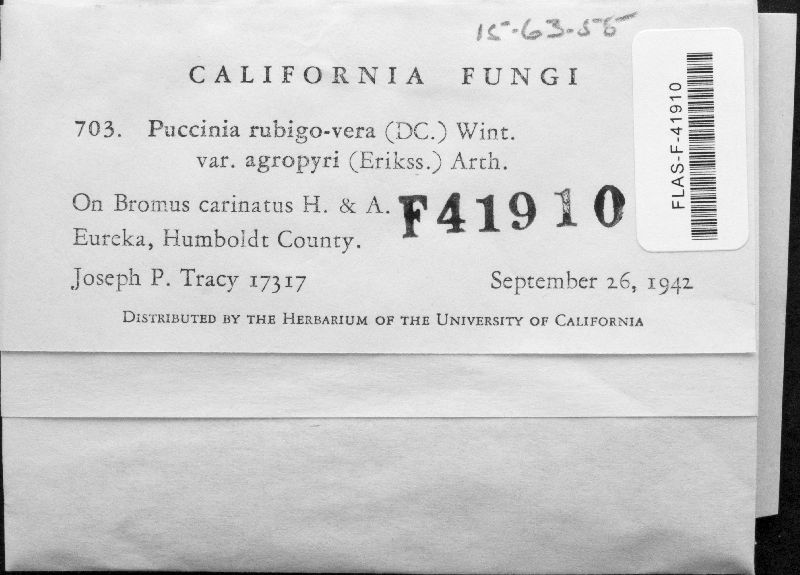 15-63-55
CALIFORNIA FUNGI
703. Puccinia rubigo-vera (DC.) Wint.
var. agropyri (Erikss.) Arth.
On Bromus carinatus H. & A.
F41910
Eureka, Humboldt County.
Joseph P. Tracy 17317 September 26, 1942
DISTRIBUTED BY THE HERBARIUM OF THE UNIVERSITY OF CALIFORNIA
FLAS-F-41910